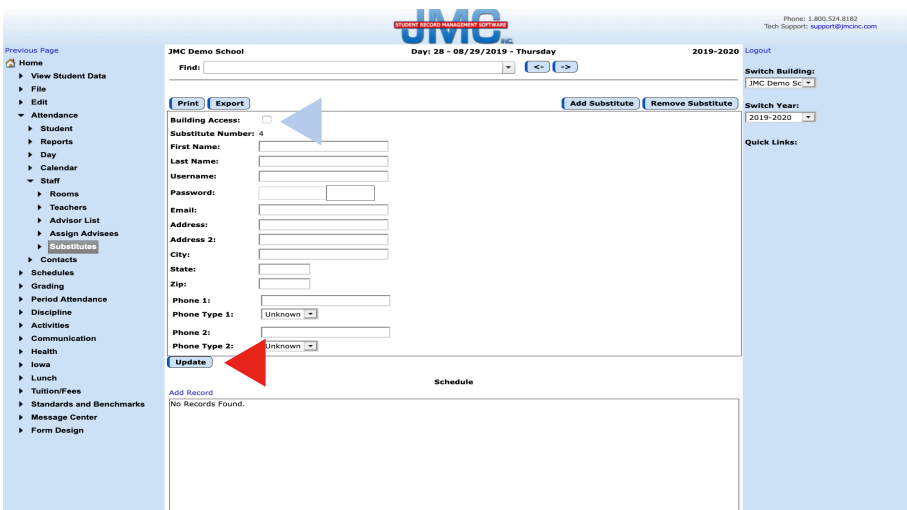 STUDENT RECORD MANAGEMENT SOFTWARE
JMC INC.
Phone: 1.800.524.8182
Tech Support: support@jmcinc.com
Previous Page
Home
View Student Data
File
Edit
Attendance
Student
Reports
Day
Calendar
Staff
Rooms
Teachers
Advisor List
Assign Advisees
Substitutes
Contacts
Schedules
Grading
Period Attendance
Discipline
Activities
Communication
Health
Iowa
Lunch
Tuition/Fees
Standards and Benchmarks
Message Center
Form Design
JMC Demo School Day: 28 - 08/29/2019 - Thursday 2019-2020
Find: <- ->
Print Export Add Substitute Remove Substitute
Building Access:
Substitute Number: 4
First Name:
Last Name:
Username:
Password:
Email:
Address:
Address 2:
City:
State:
Zip:
Phone 1:
Phone Type 1: Unknown
Phone 2:
Phone Type 2: Unknown
Update
Schedule
Add Record
No Records Found.
Logout
Switch Building:
JMC Demo Sc
Switch Year:
2019-2020
Quick Links: